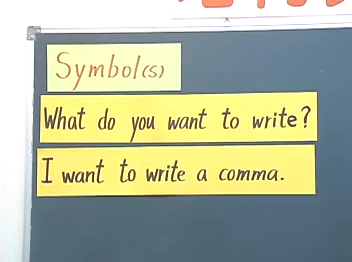 Symbol(s)
What do you want to write?
I want to write a comma.